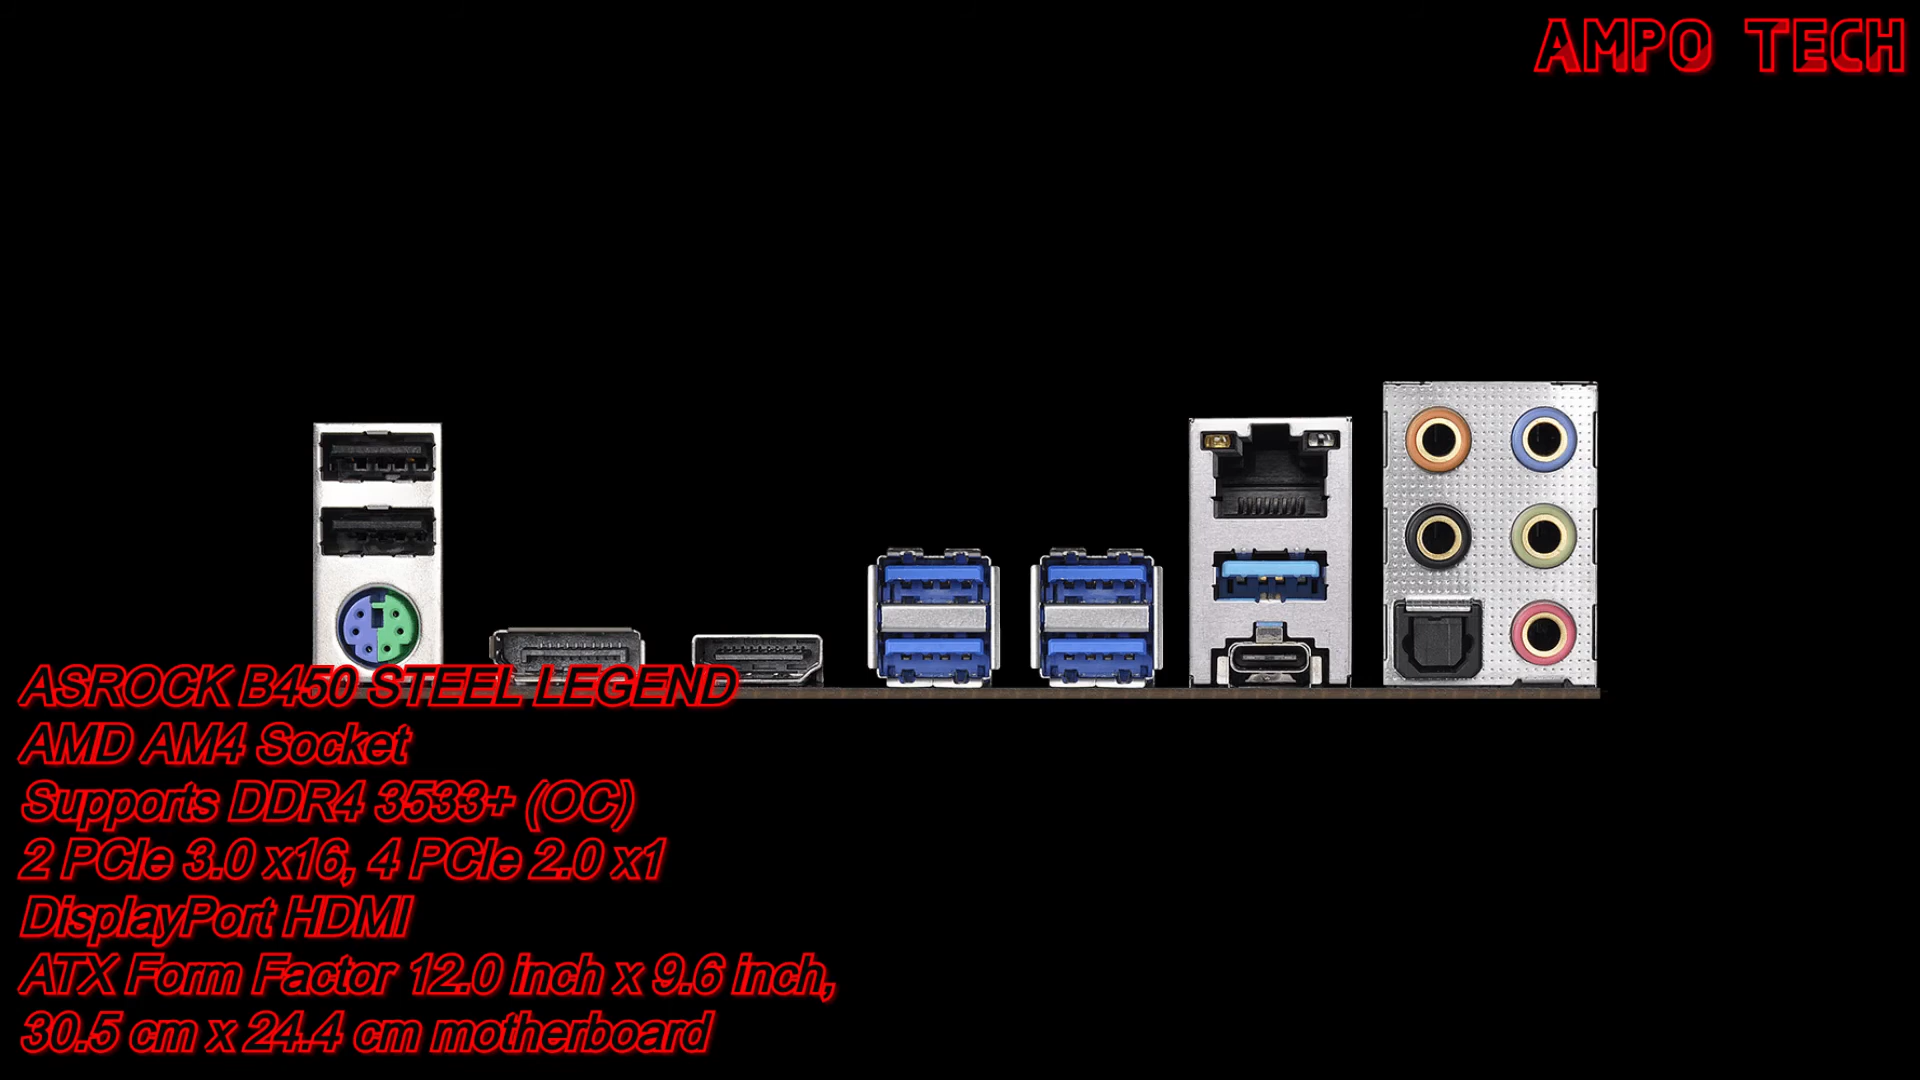 AMPO TECH
ASROCK B450 STEEL LEGEND
AMD AM4 Socket
Supports DDR4 3533+ (OC)
2 PCIe 3.0 x16, 4 PCIe 2.0 x1
DisplayPort HDMI
ATX Form Factor 12.0 inch x 9.6 inch,
30.5 cm x 24.4 cm motherboard